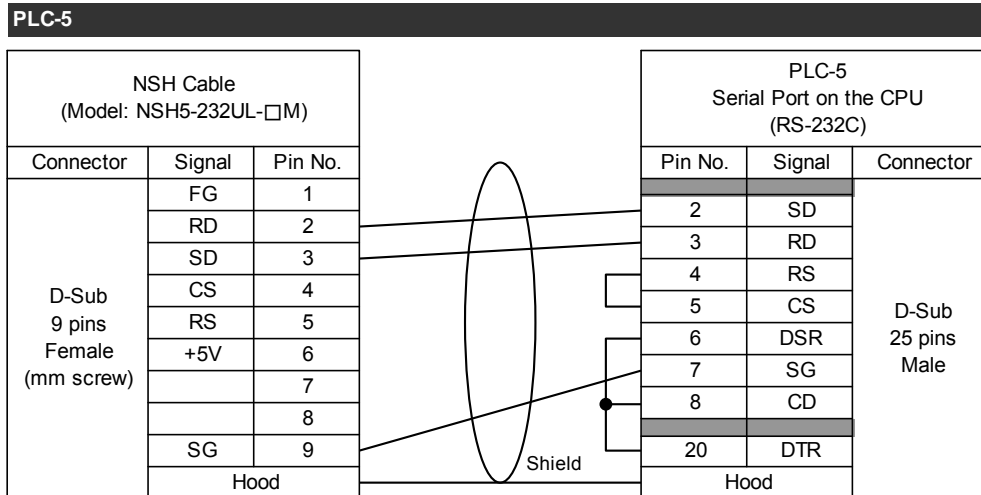 PLC-5
NSH Cable
(Model: NSH5-232UL-□M)
Connector Signal Pin No.
FG 1
RD 2
SD 3
CS 4
RS 5
+5V 6
7
8
SG 9
Hood
D-Sub
9 pins
Female
(mm screw)
Shield
PLC-5
Serial Port on the CPU
(RS-232C)
Pin No. Signal Connector
2 SD
3 RD
4 RS
5 CS
6 DSR
7 SG
8 CD
20 DTR
Hood
D-Sub
25 pins
Male